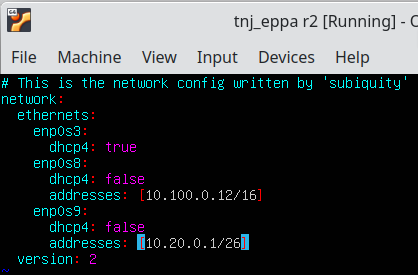 tnj_eppa r2 [Running] -
File Machine View Input Devices Help
# This is the network config written by 'subiquity'
network:
  ethernets:
    enp0s3:
      dhcp4: true
    enp0s8:
      dhcp4: false
      addresses: [10.100.0.12/16]
    enp0s9:
      dhcp4: false
      addresses: [10.20.0.1/26]
  version: 2